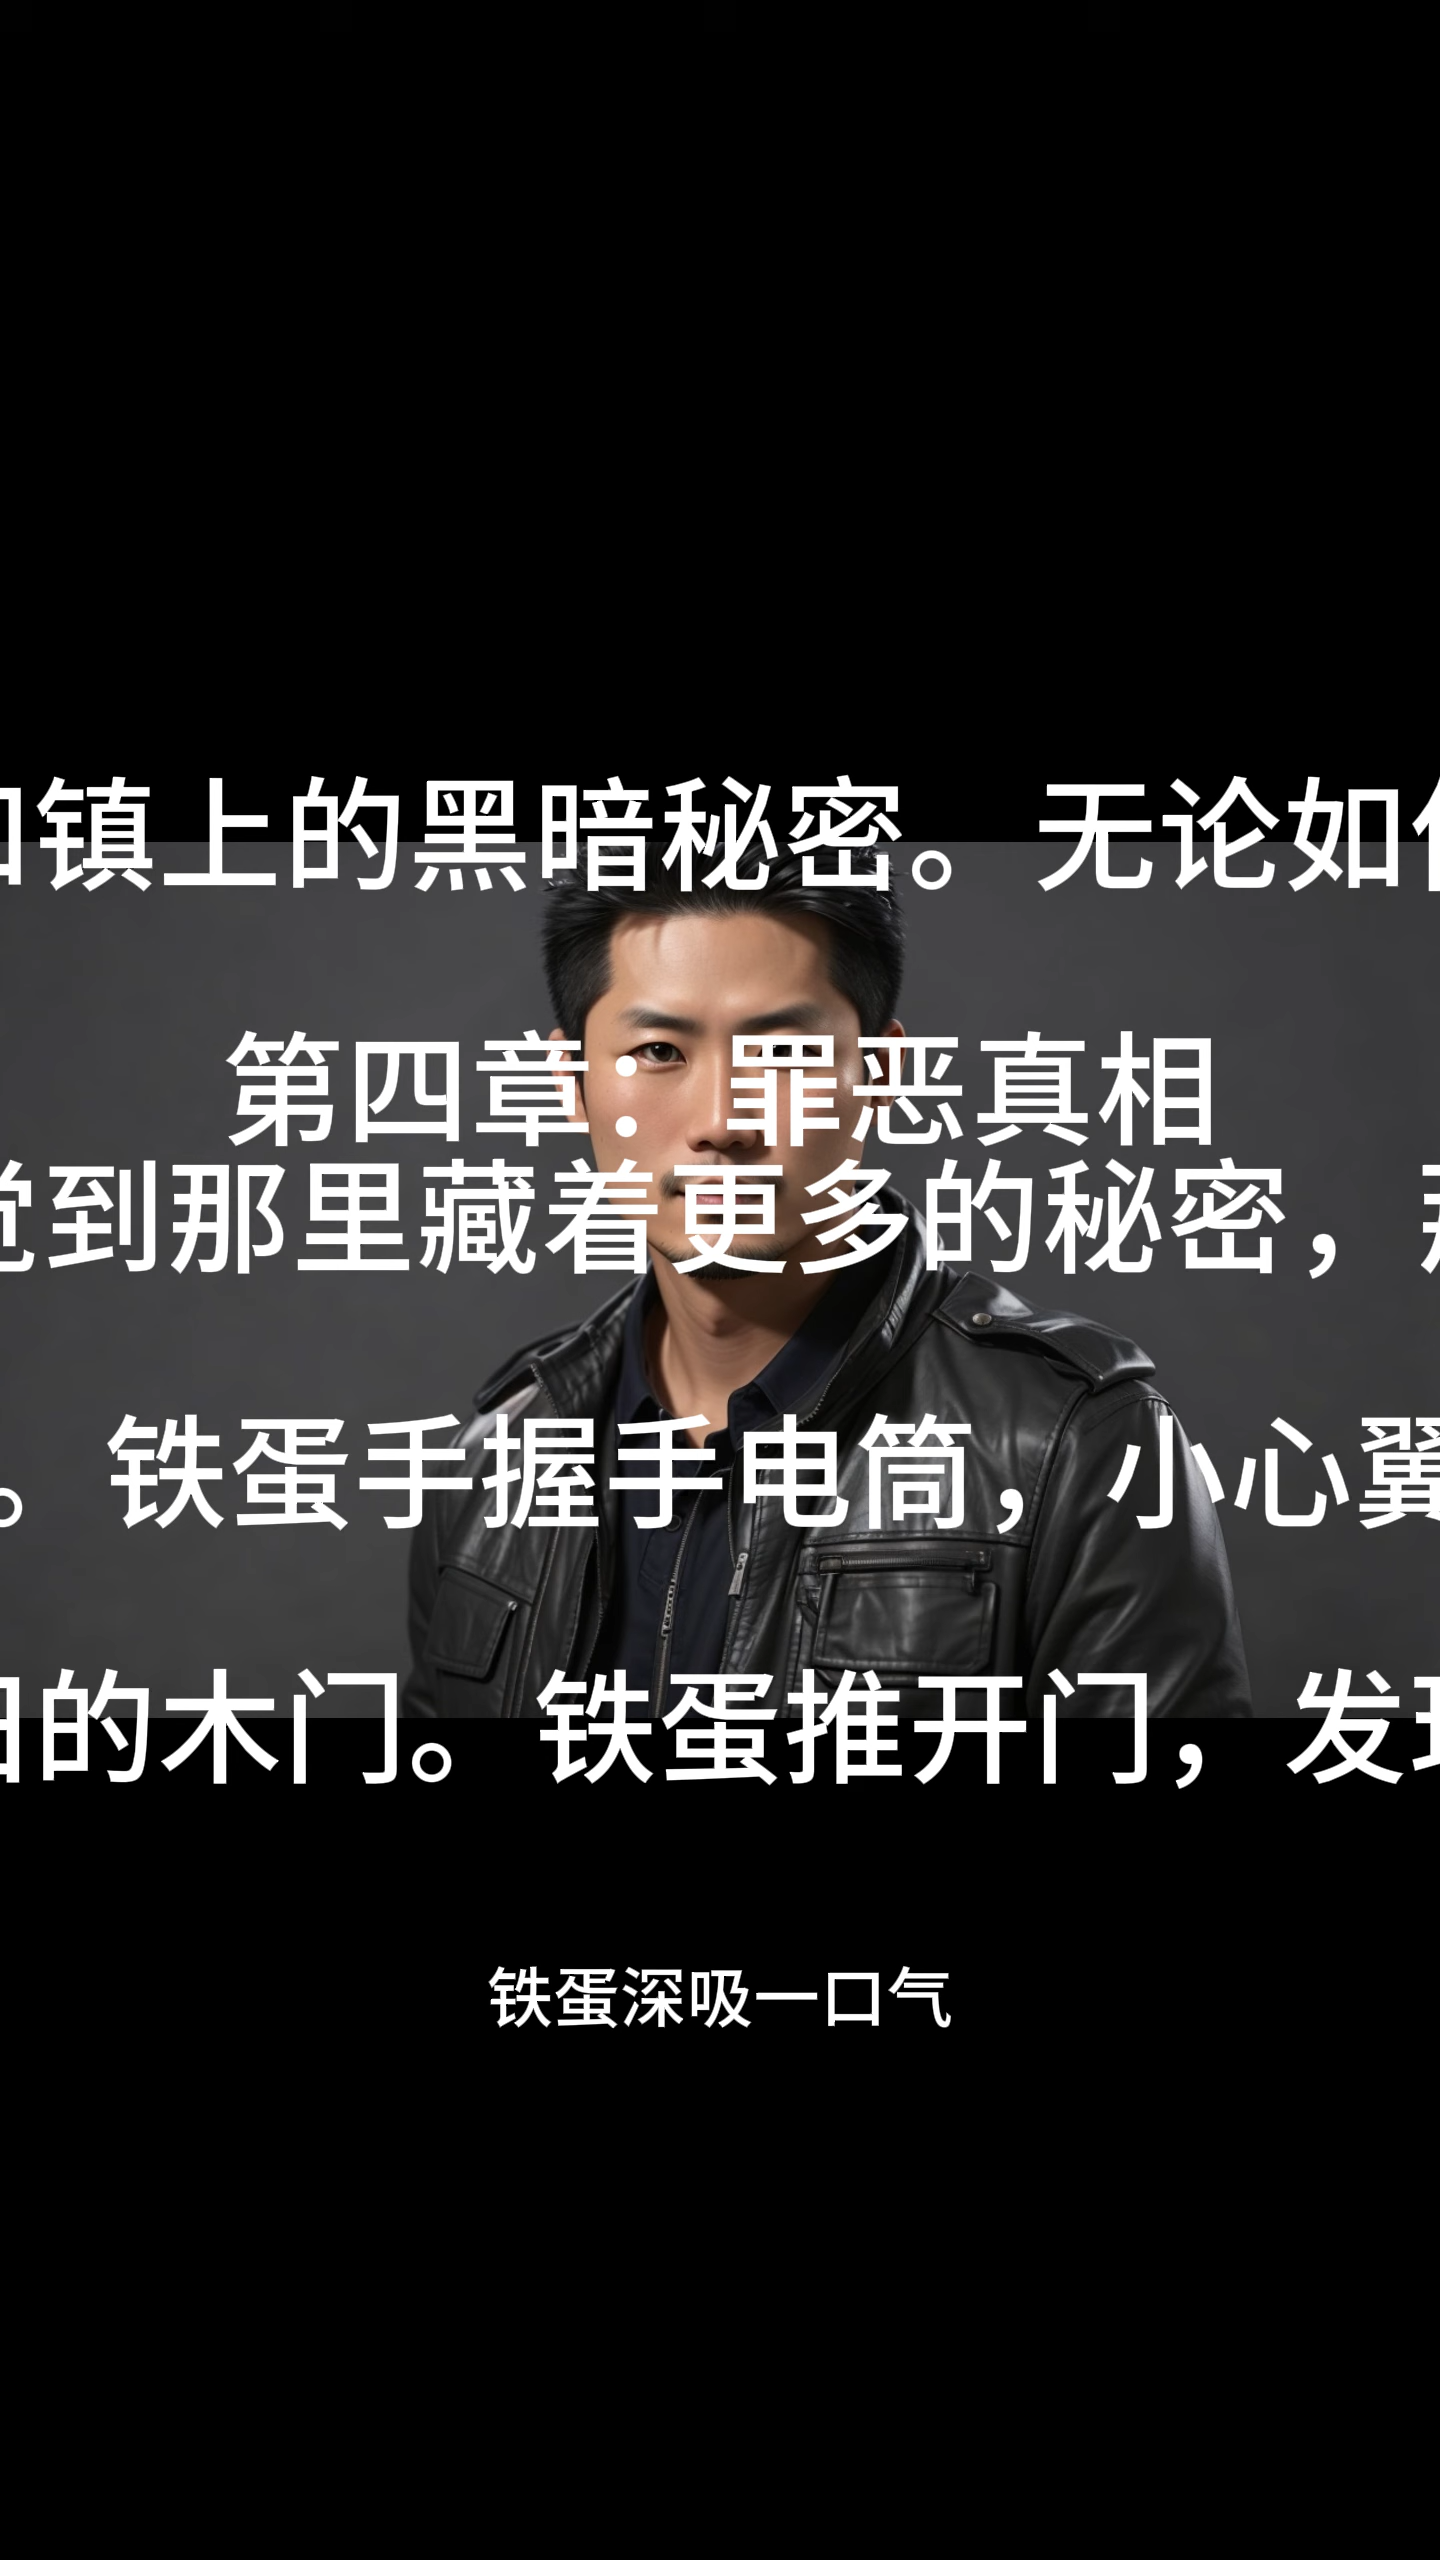 镇上的黑暗秘密。无论如
第四章：罪恶真相
到那里藏着更多的秘密，
。铁蛋手握手电筒，小心翼
的木门。铁蛋推开门，发
铁蛋深吸一口气